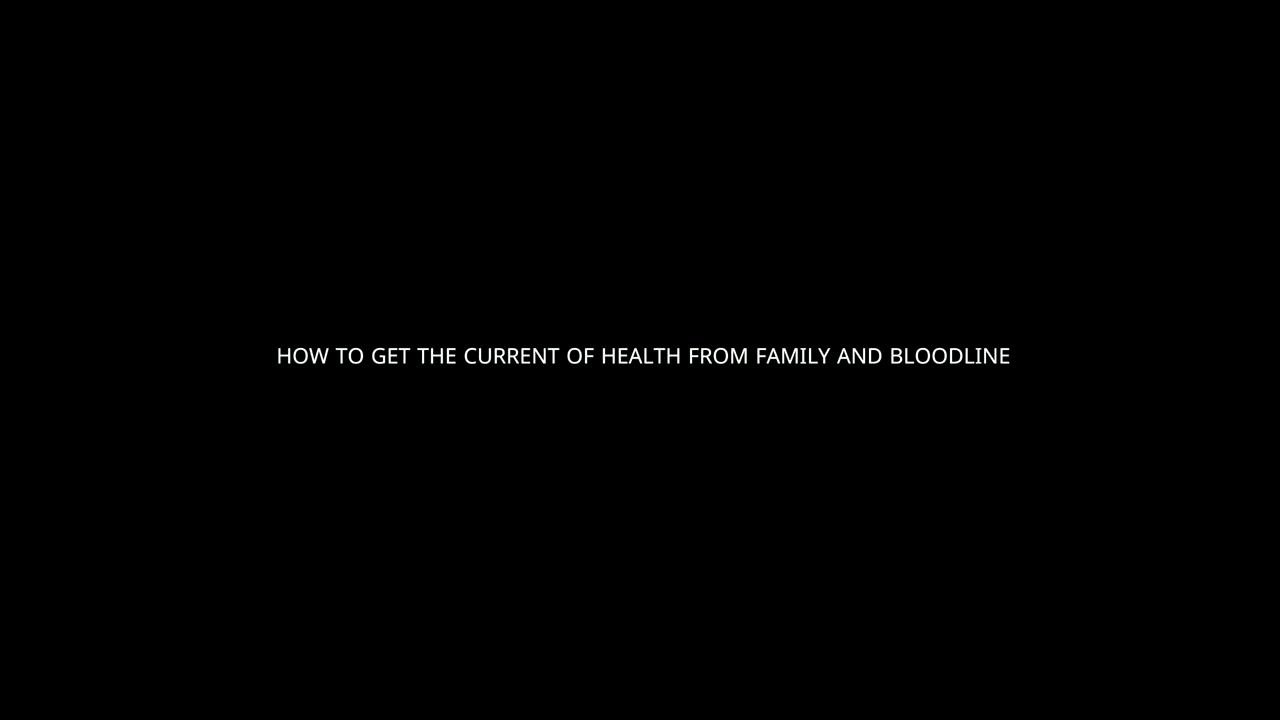 HOW TO GET THE CURRENT OF HEALTH FROM FAMILY AND BLOODLINE